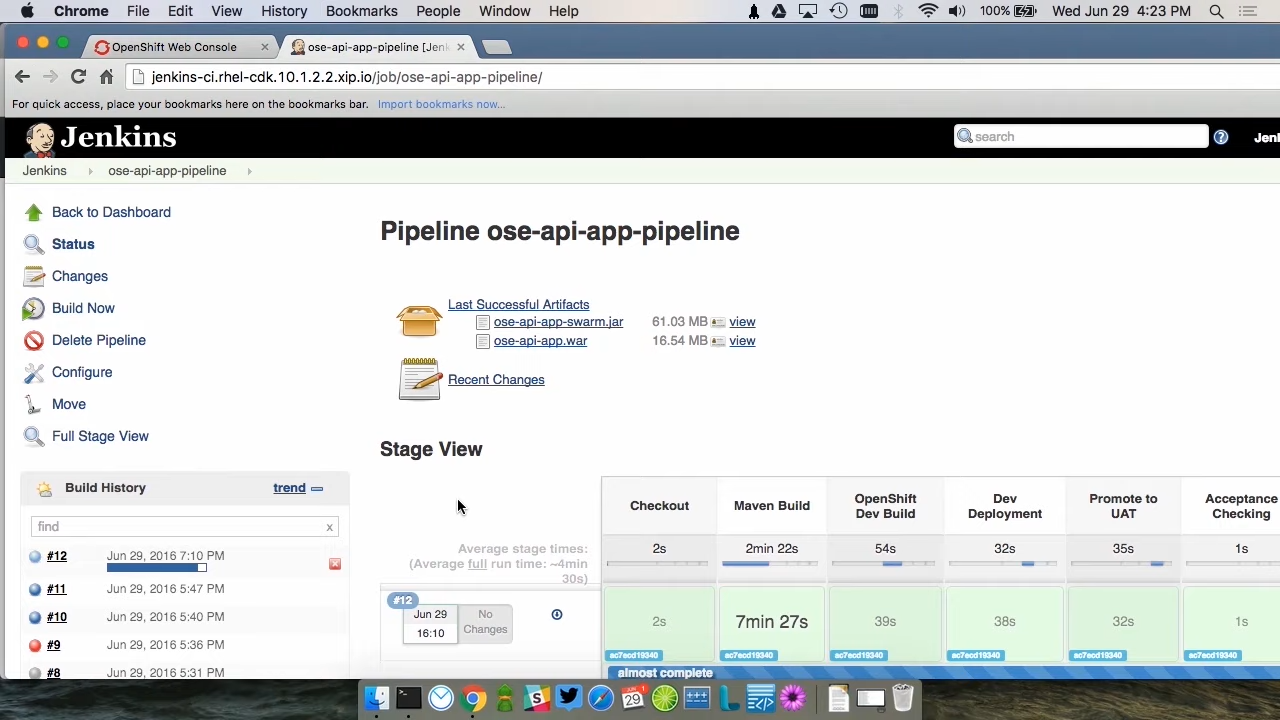 Chrome File Edit View History Bookmarks People Window Help 100% Wed Jun 29 4:23 PM
OpenShift Web Console x ose-api-app-pipeline [Jenk x
jenkins-ci.rhel-cdk.10.1.2.2.xip.io/job/ose-api-app-pipeline/
For quick access, place your bookmarks here on the bookmarks bar. Import bookmarks now...
Jenkins search ? Jenl
Jenkins ose-api-app-pipeline
Back to Dashboard
Status
Changes
Build Now
Delete Pipeline
Configure
Move
Full Stage View
Build History trend
find x
#12 Jun 29, 2016 7:10 PM
#11 Jun 29, 2016 5:47 PM
#10 Jun 29, 2016 5:40 PM
#9 Jun 29, 2016 5:36 PM
#8 Jun 29, 2016 5:31 PM
Pipeline ose-api-app-pipeline
Last Successful Artifacts
ose-api-app-swarm.jar 61.03 MB view
ose-api-app.war 16.54 MB view
Recent Changes
Stage View
Checkout
Maven Build
OpenShift
Dev Build
Dev
Deployment
Promote to
UAT
Acceptance
Checking
Average stage times:
(Average full run time: ~4min
30s)
2s 2min 22s 54s 32s 35s 1s
#12
Jun 29
16:10
No
Changes
2s 7min 27s 39s 38s 32s 1s
ac7ecd19340 ac7ecd19340 ac7ecd19340 ac7ecd19340 ac7ecd19340 ac7ecd19340
almost complete
JUN
29